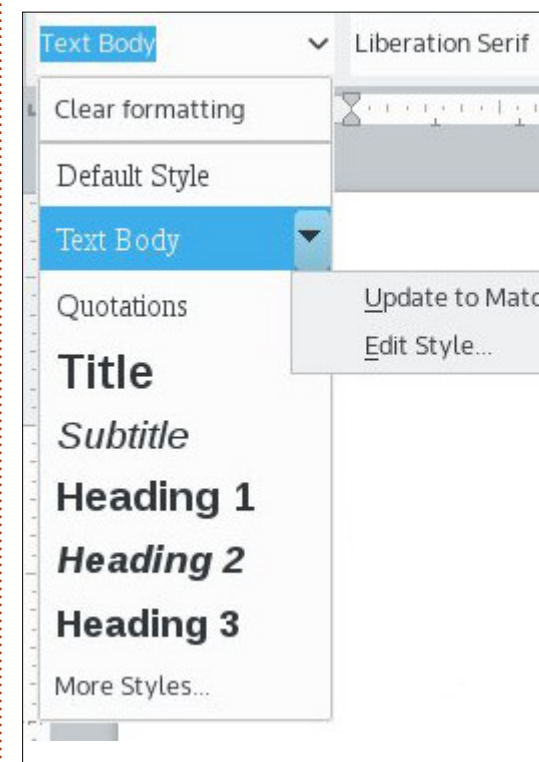 Text Body Liberation Serif
Clear formatting
Default Style
Text Body
Quotations
Update to Matc
Edit Style...
Title
Subtitle
Heading 1
Heading 2
Heading 3
More Styles...